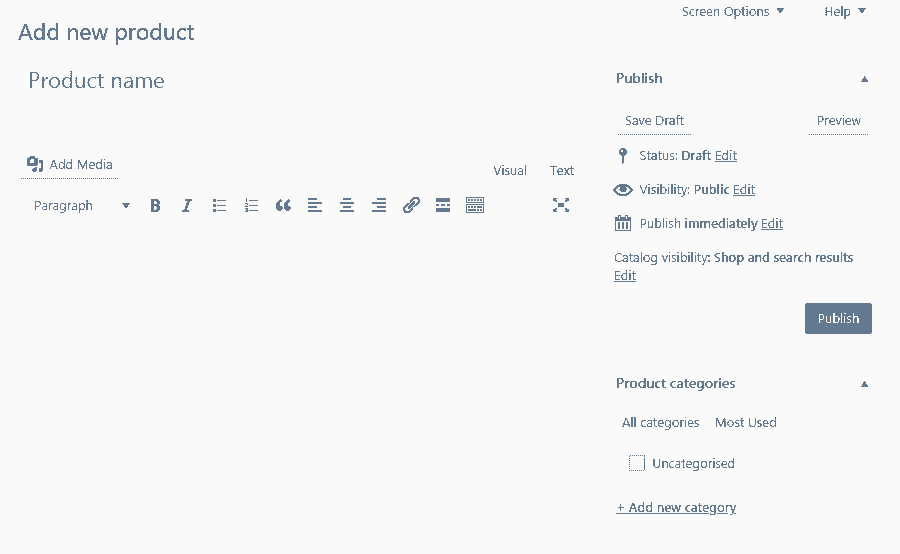 Screen Options Help
Add new product
Product name
Publish
Save Draft Preview
Add Media
Visual Text
Status: Draft Edit
Visibility: Public Edit
Paragraph B I
Publish immediately Edit
Catalog visibility: Shop and search results
Edit
Publish
Product categories
All categories Most Used
Uncategorised
+ Add new category